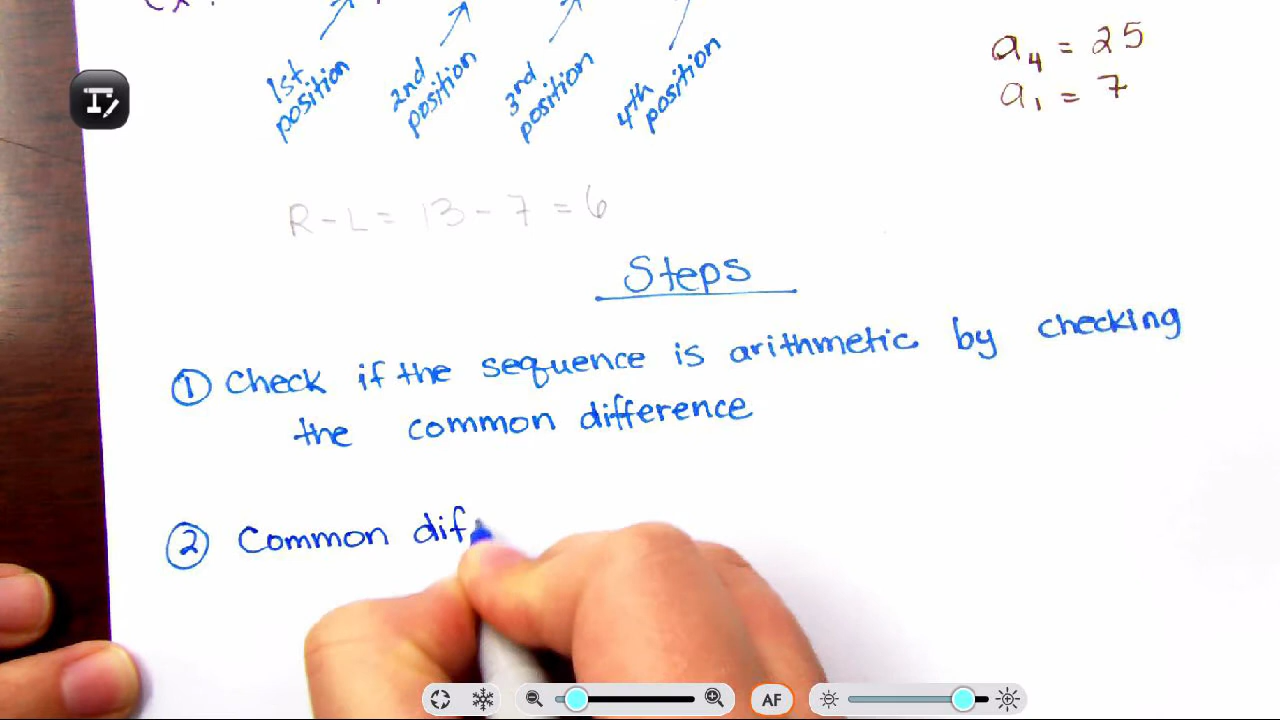 a4 = 25
a1 = 7
1st position
2nd position
3rd position
4th position
R - L = 13 - 7 = 6
Steps
① Check if the sequence is arithmetic by checking
the common difference
② Common dif
AF